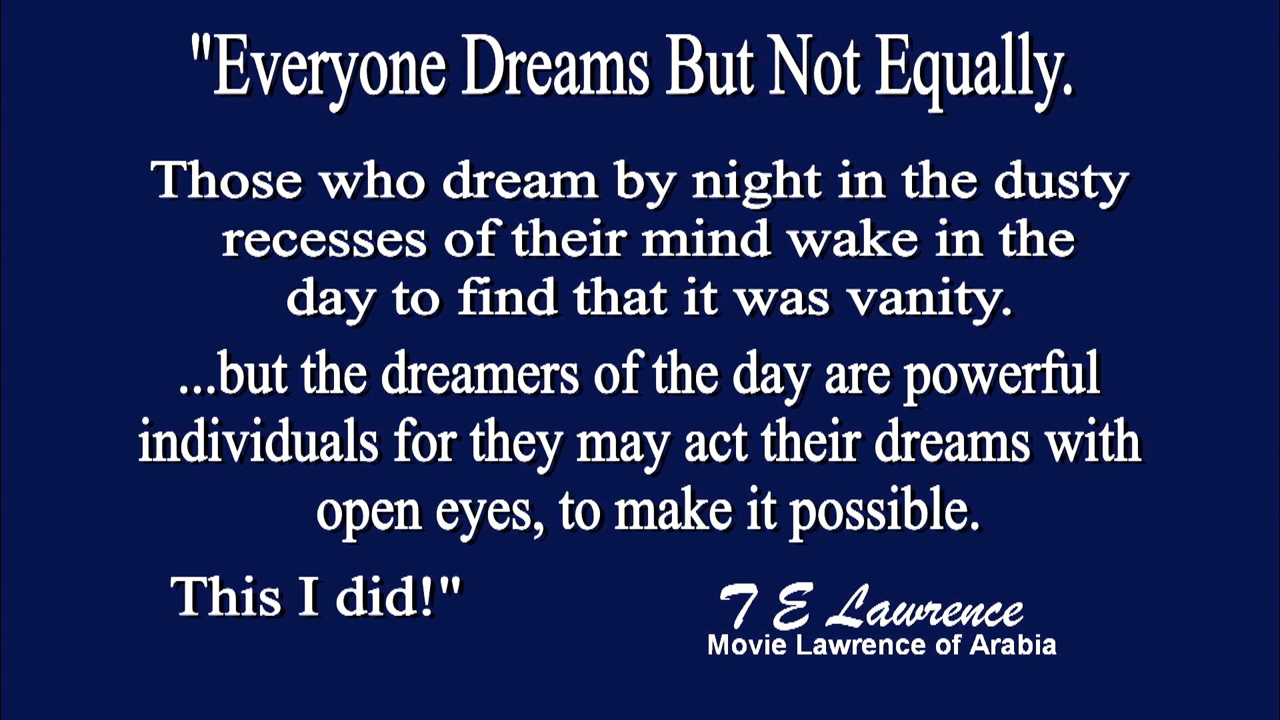 "Everyone Dreams But Not Equally.
Those who dream by night in the dusty
recesses of their mind wake in the
day to find that it was vanity.
...but the dreamers of the day are powerful
individuals for they may act their dreams with
open eyes, to make it possible.
This I did!"
T E Lawrence
Movie Lawrence of Arabia